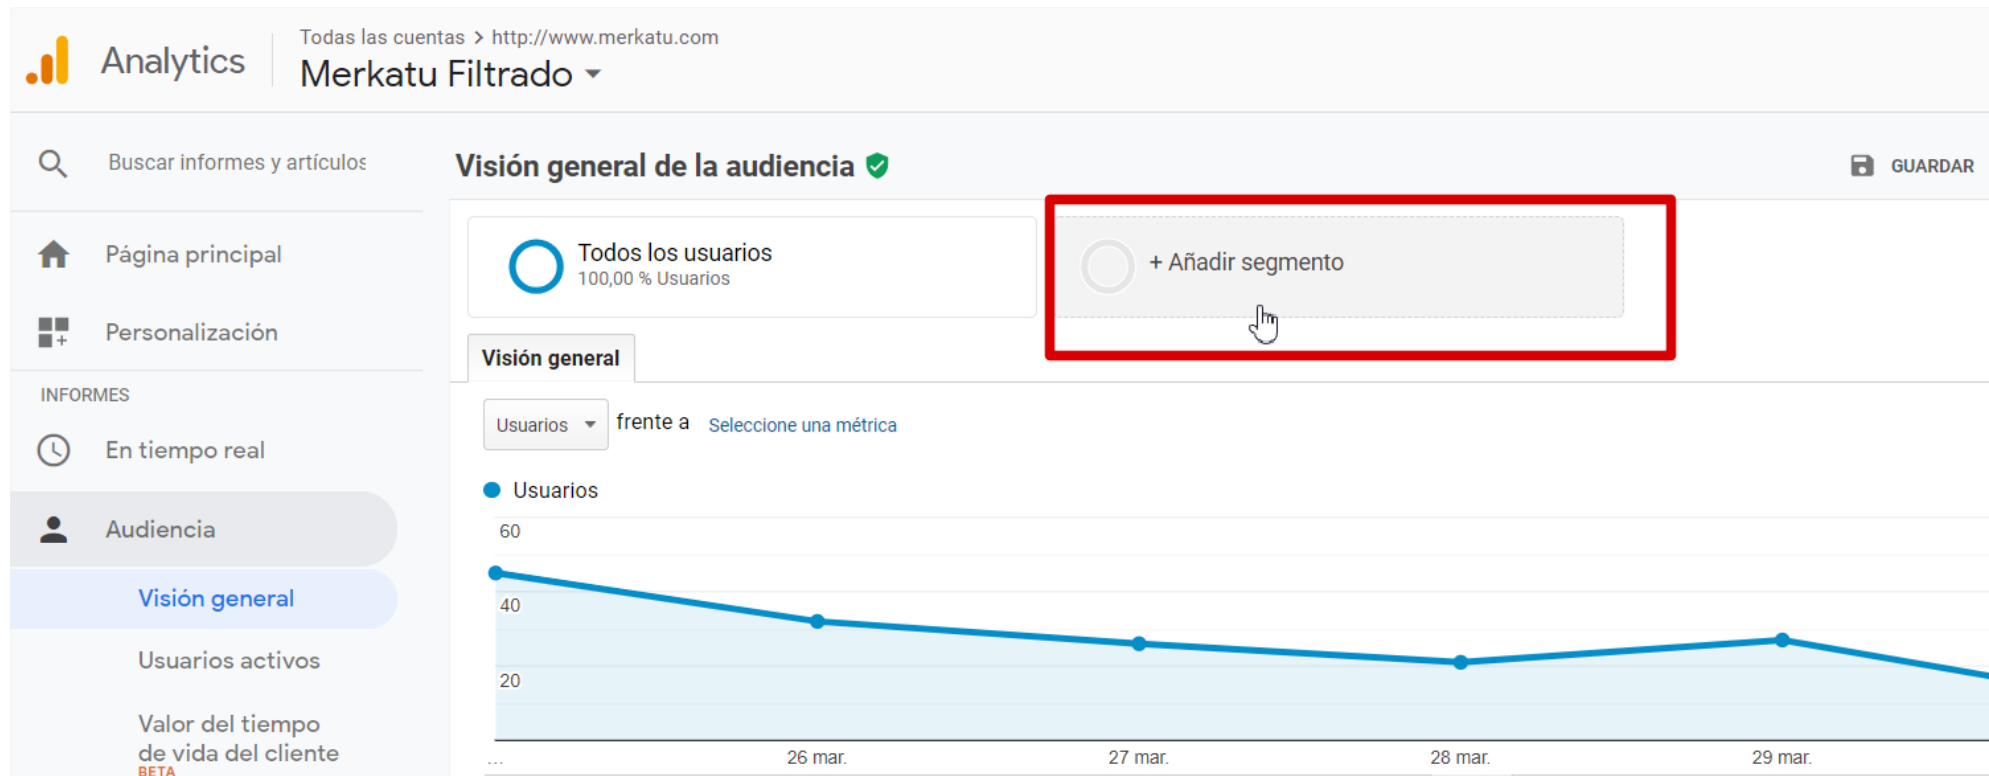 Analytics
Todas las cuentas > http://www.merkatu.com
Merkatu Filtrado
Buscar informes y artículos
Visión general de la audiencia
GUARDAR
Página principal
Todos los usuarios
100,00 % Usuarios
+ Añadir segmento
Personalización
Visión general
INFORMES
Usuarios
frente a
Seleccione una métrica
En tiempo real
Usuarios
Audiencia
60
Visión general
40
Usuarios activos
20
Valor del tiempo
de vida del cliente
BETA
...
26 mar.
27 mar.
28 mar.
29 mar.